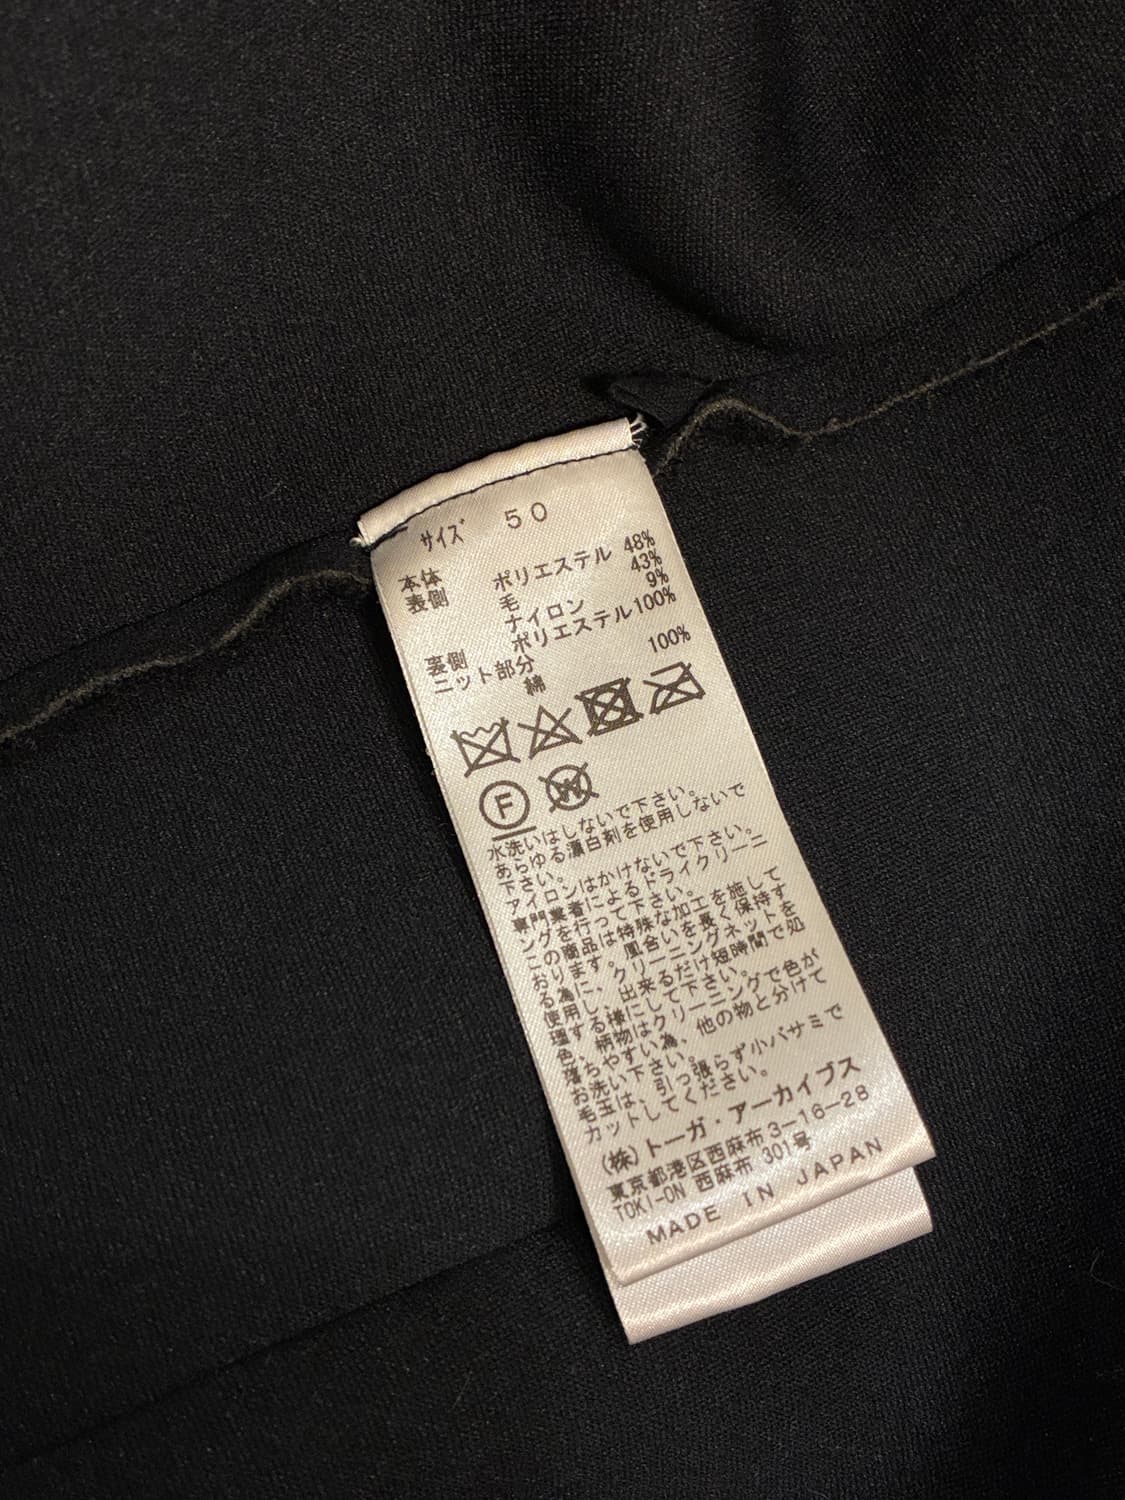 サイズ 50
本体 ポリエステル 48%
表側 毛 43%
ナイロン 9%
裏側 ポリエステル100%
ニット部分
綿 100%
F W
水洗いはしないで下さい。
あらゆる漂白剤を使用しないで
下さい。
アイロンはかけないで下さい。
専門業者によるドライクリーニ
ングを行って下さい。
この商品は特殊な加工を施して
おります。風合いを長く保持す
る為に、クリーニングネットを
使用し、出来るだけ短時間で処
理する様にして下さい。
色、柄物はクリーニングで色が
落ちやすい為、他の物と分けて
お洗い下さい。
毛玉は、引っ張らず小バサミで
カットしてください。
(株)トーガ・アーカイブス
東京都港区西麻布3-16-28
TOKI-ON 西麻布 301号
MADE IN JAPAN